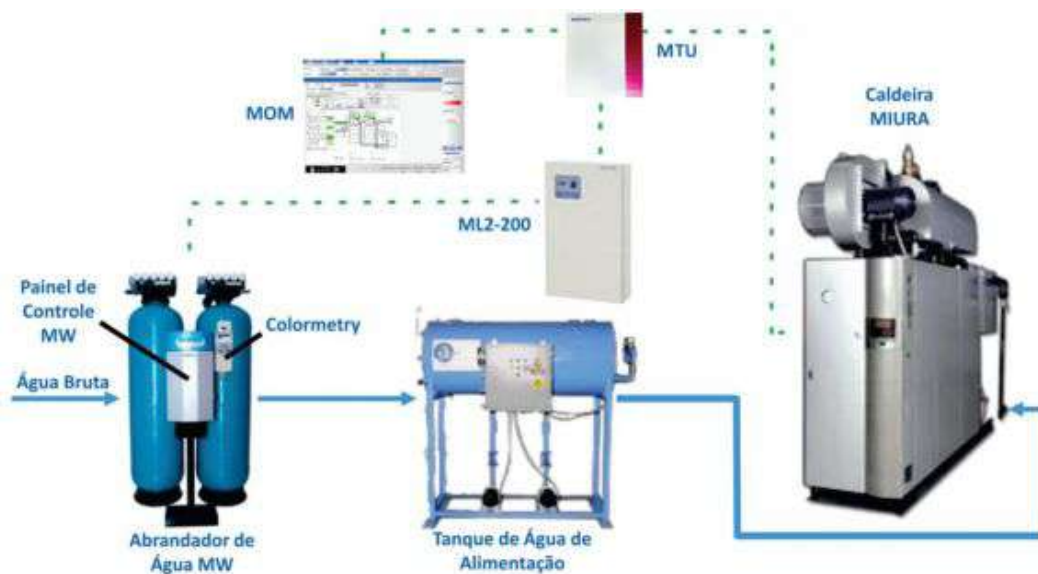 MTU
MOM
Caldeira
MIURA
ML2-200
Painel de
Controle
MW
Colormetry
Água Bruta
Abrandador de
Água MW
Tanque de Água de
Alimentação